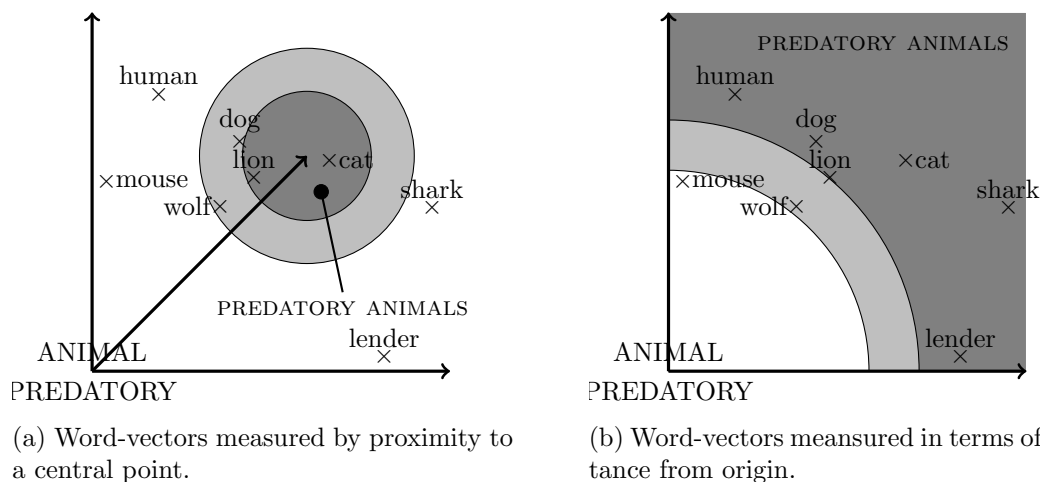 human
dog
lion
cat
mouse
wolf
shark
PREDATORY ANIMALS
lender
ANIMAL
PREDATORY
(a) Word-vectors measured by proximity to
a central point.
PREDATORY ANIMALS
human
dog
lion
cat
mouse
wolf
shark
lender
ANIMAL
PREDATORY
(b) Word-vectors meansured in terms of
tance from origin.